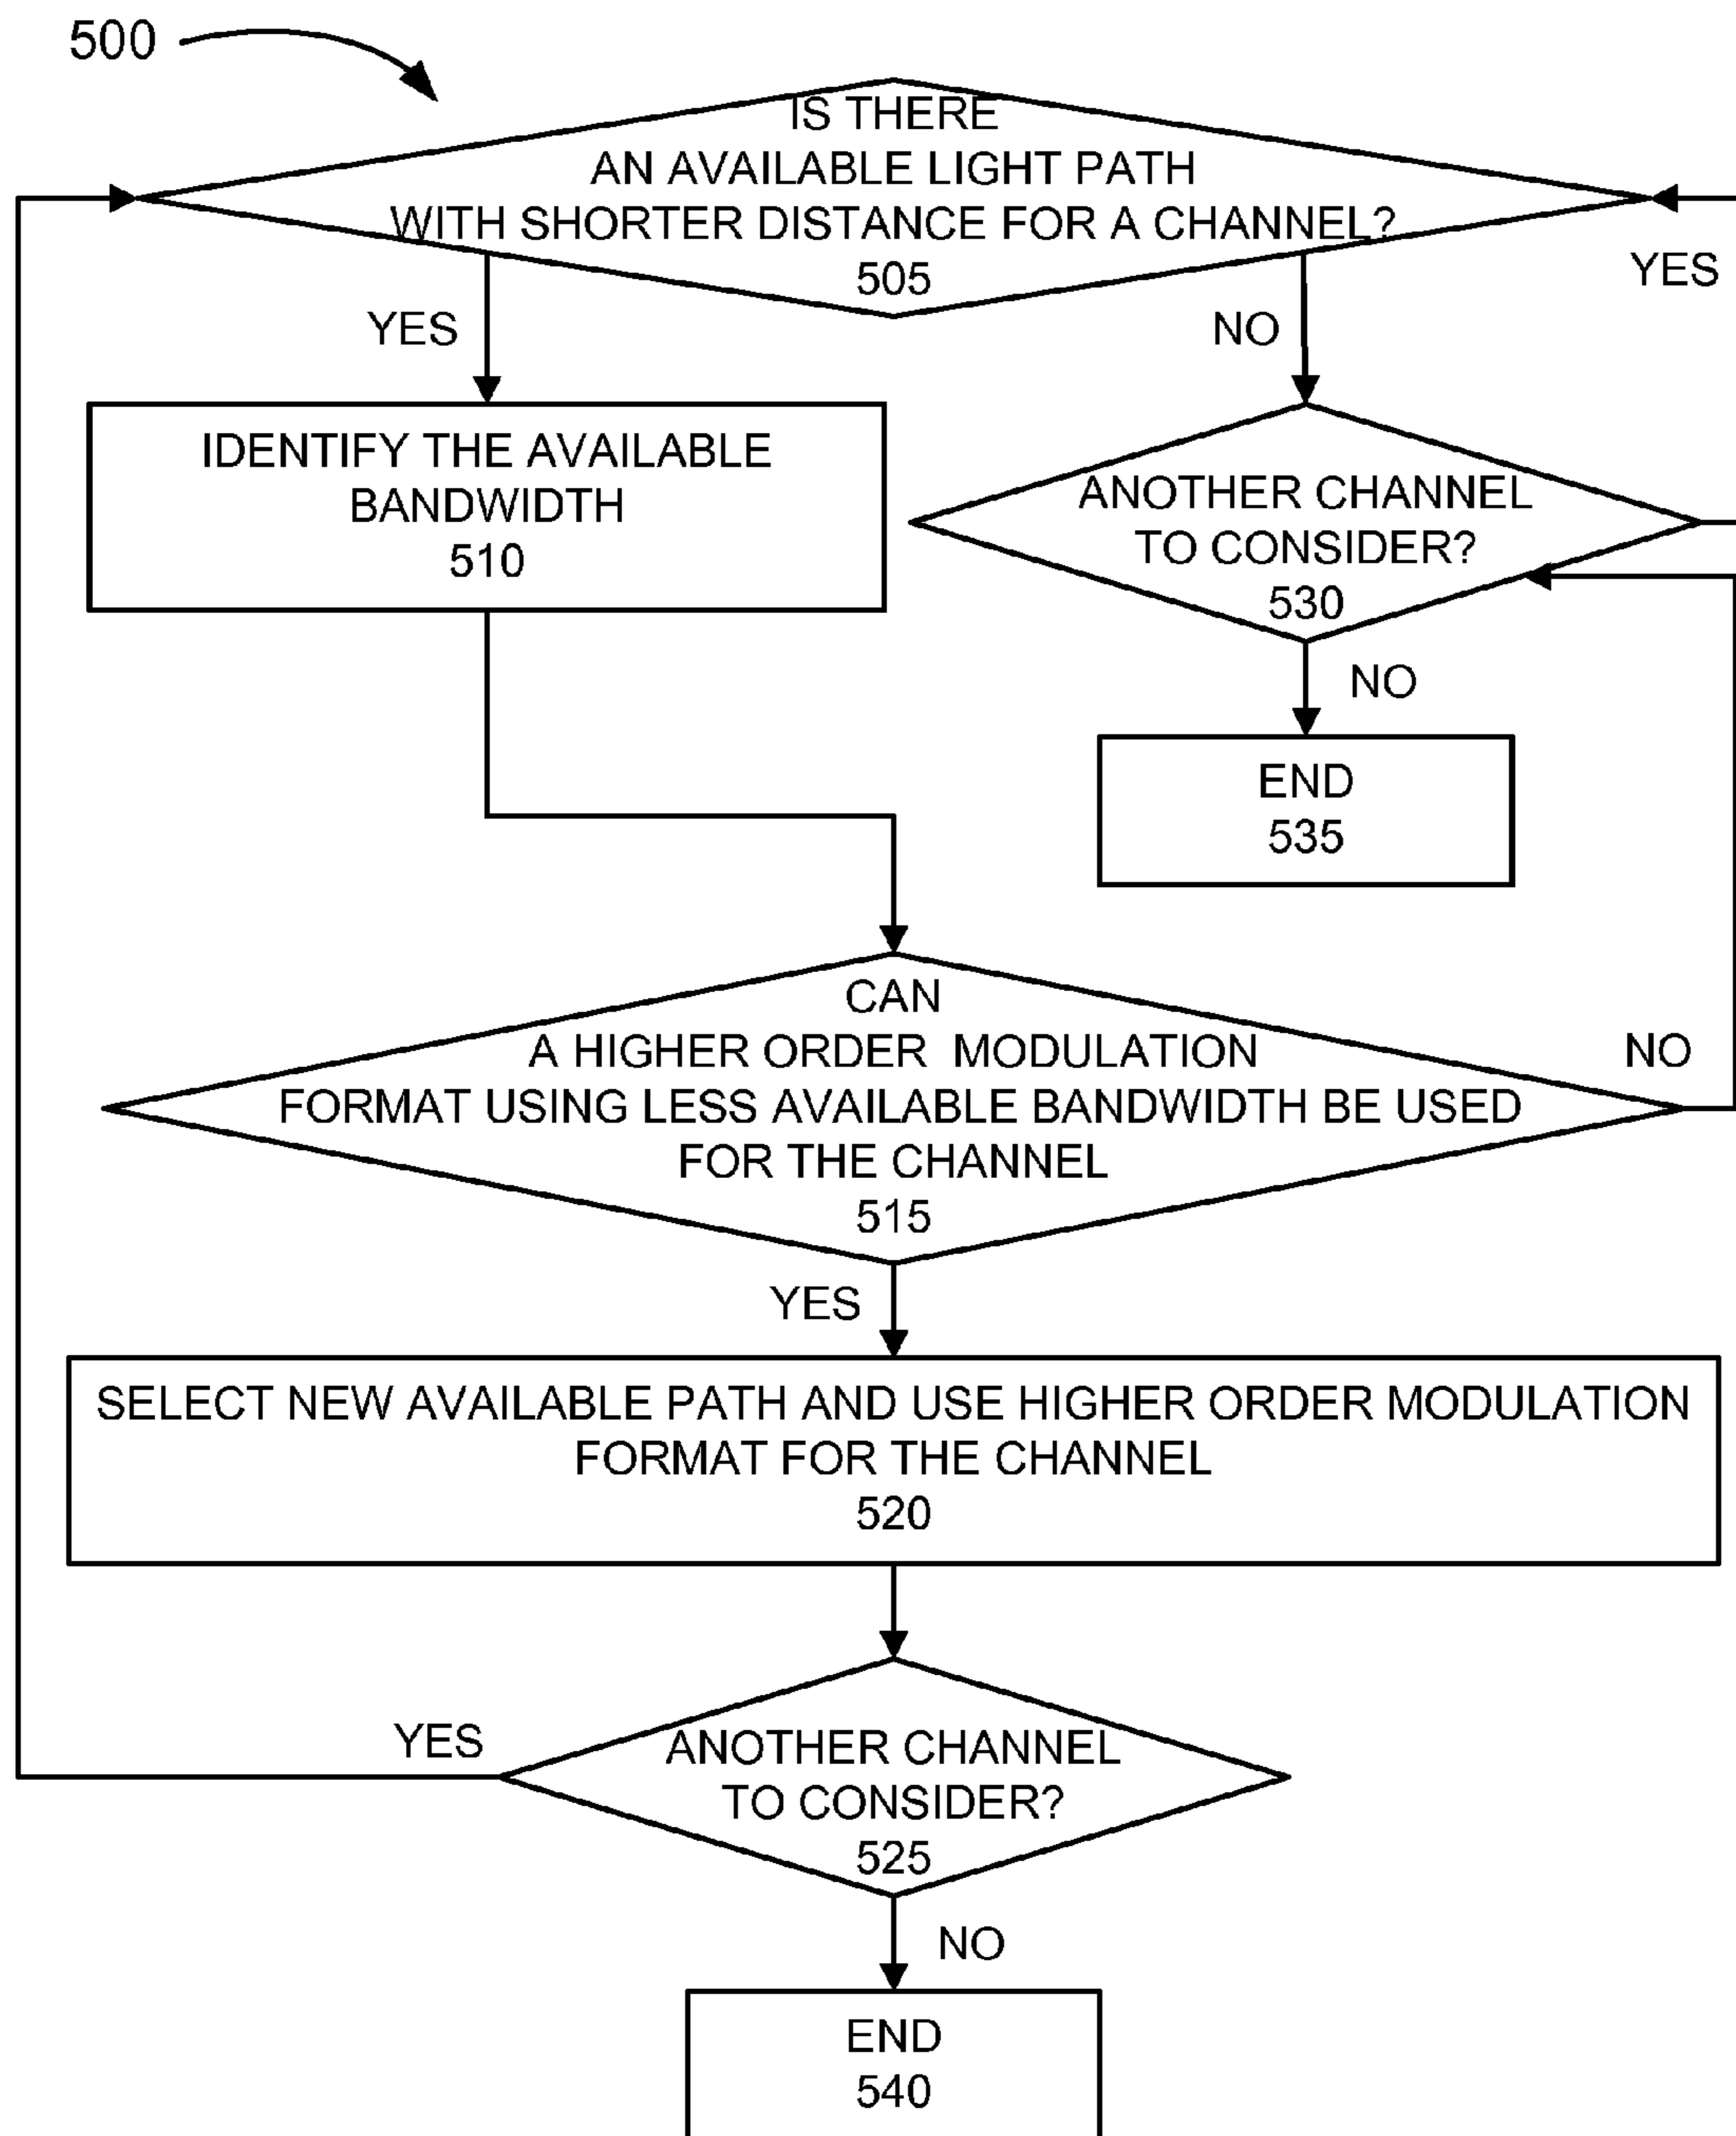 500
IS THERE
AN AVAILABLE LIGHT PATH
WITH SHORTER DISTANCE FOR A CHANNEL?
505
YES
YES
NO
IDENTIFY THE AVAILABLE
BANDWIDTH
510
ANOTHER CHANNEL
TO CONSIDER?
530
NO
END
535
CAN
A HIGHER ORDER MODULATION
FORMAT USING LESS AVAILABLE BANDWIDTH BE USED
FOR THE CHANNEL
515
NO
YES
SELECT NEW AVAILABLE PATH AND USE HIGHER ORDER MODULATION
FORMAT FOR THE CHANNEL
520
YES
ANOTHER CHANNEL
TO CONSIDER?
525
NO
END
540